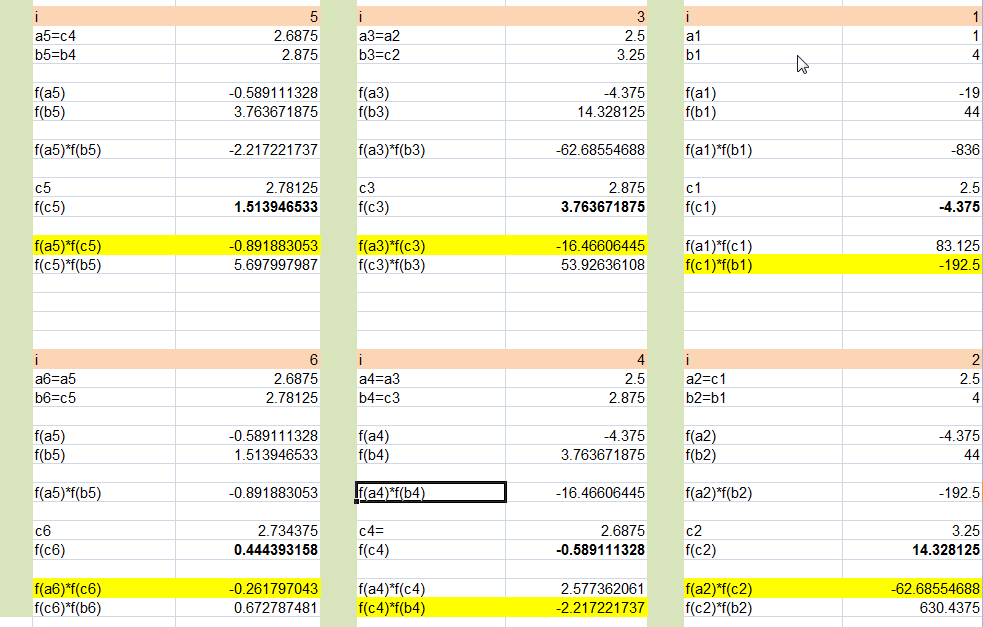 i 5 i 3 i 1
a5=c4 2.6875 a3=a2 2.5 a1 1
b5=b4 2.875 b3=c2 3.25 b1 4
f(a5) -0.589111328 f(a3) -4.375 f(a1) -19
f(b5) 3.763671875 f(b3) 14.328125 f(b1) 44
f(a5)*f(b5) -2.217221737 f(a3)*f(b3) -62.68554688 f(a1)*f(b1) -836
c5 2.78125 c3 2.875 c1 2.5
f(c5) 1.513946533 f(c3) 3.763671875 f(c1) -4.375
f(a5)*f(c5) -0.891883053 f(a3)*f(c3) -16.46606445 f(a1)*f(c1) 83.125
f(c5)*f(b5) 5.697997987 f(c3)*f(b3) 53.92636108 f(c1)*f(b1) -192.5
i 6 i 4 i 2
a6=a5 2.6875 a4=a3 2.5 a2=c1 2.5
b6=c5 2.78125 b4=c3 2.875 b2=b1 4
f(a5) -0.589111328 f(a4) -4.375 f(a2) -4.375
f(b5) 1.513946533 f(b4) 3.763671875 f(b2) 44
f(a5)*f(b5) -0.891883053 f(a4)*f(b4) -16.46606445 f(a2)*f(b2) -192.5
c6 2.734375 c4= 2.6875 c2 3.25
f(c6) 0.444393158 f(c4) -0.589111328 f(c2) 14.328125
f(a6)*f(c6) -0.261797043 f(a4)*f(c4) 2.577362061 f(a2)*f(c2) -62.68554688
f(c6)*f(b6) 0.672787481 f(c4)*f(b4) -2.217221737 f(c2)*f(b2) 630.4375